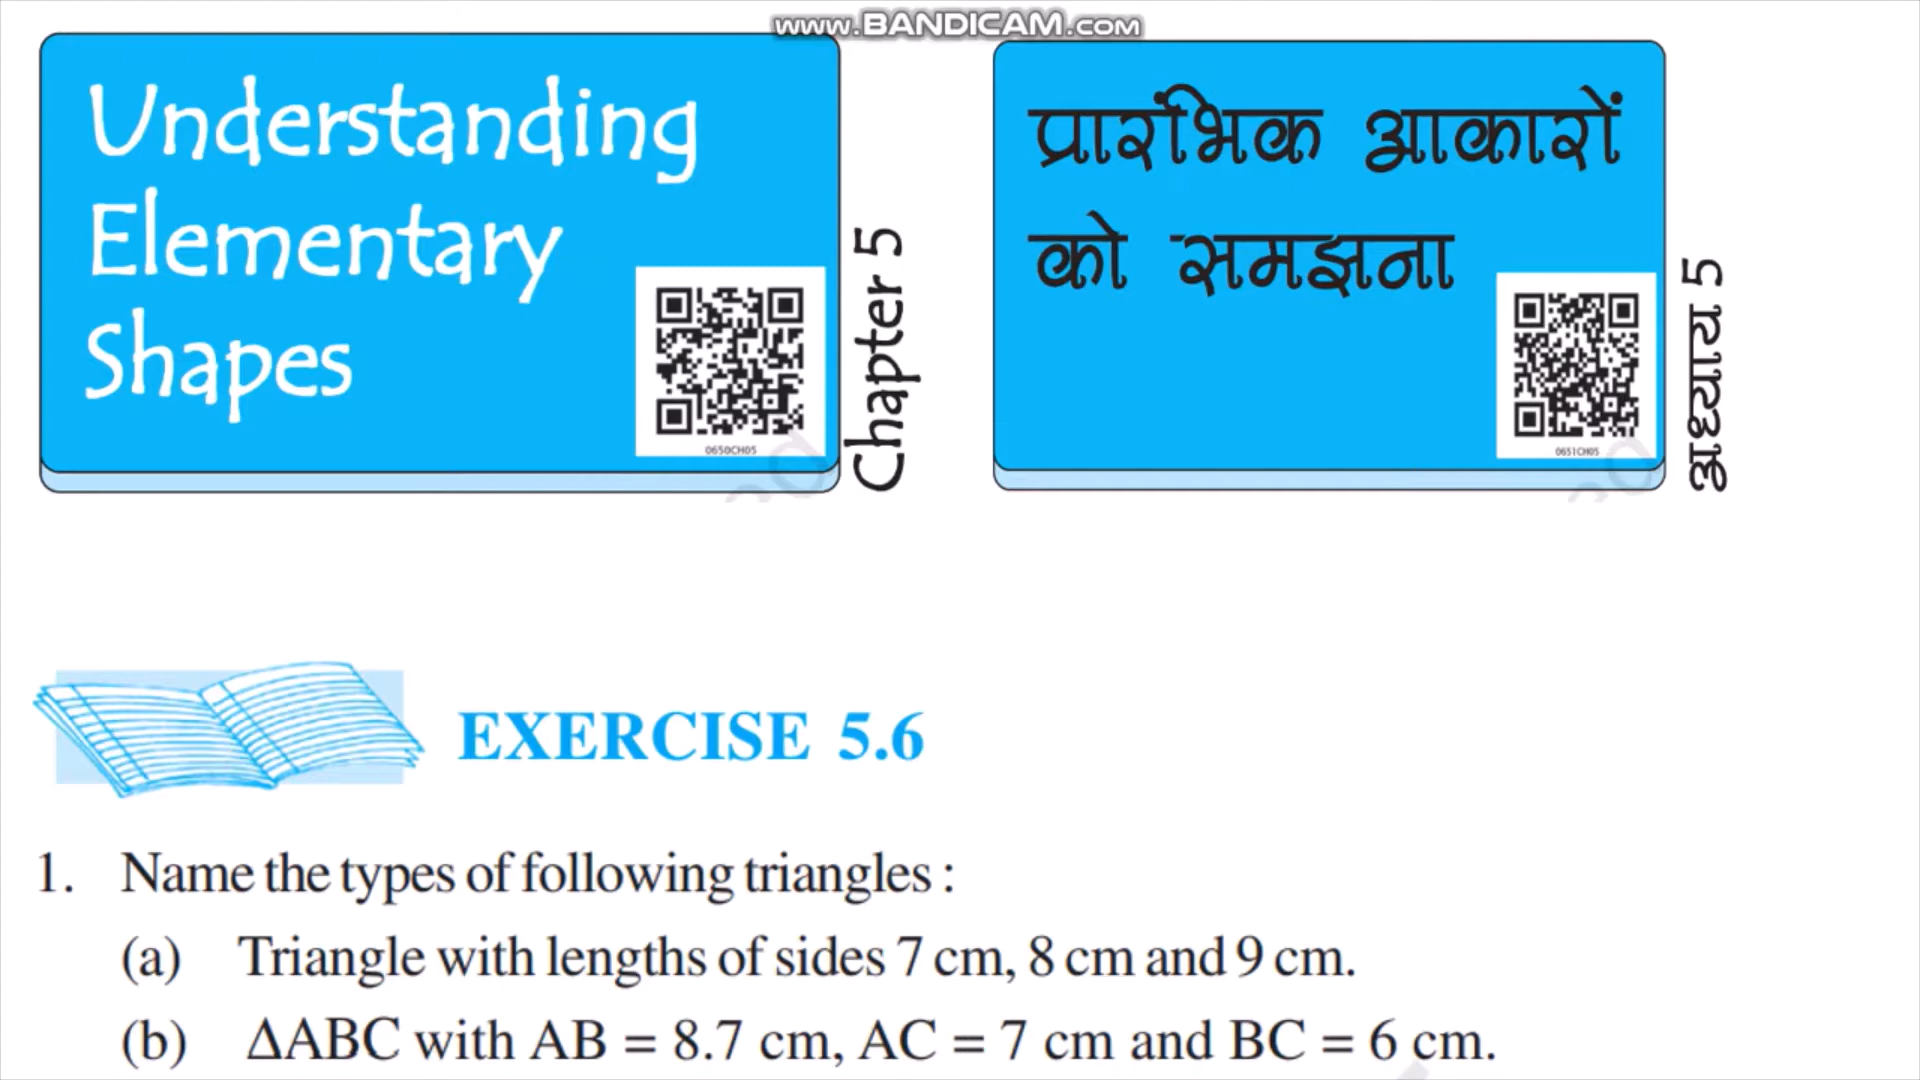 www.BANDICAM.com
Understanding
Elementary
Shapes
0650CH05
Chapter 5
प्रारंभिक आकारों
को समझना
0651CH05
अध्याय 5
EXERCISE 5.6
1. Name the types of following triangles :
(a) Triangle with lengths of sides 7 cm, 8 cm and 9 cm.
(b) ΔABC with AB = 8.7 cm, AC = 7 cm and BC = 6 cm.